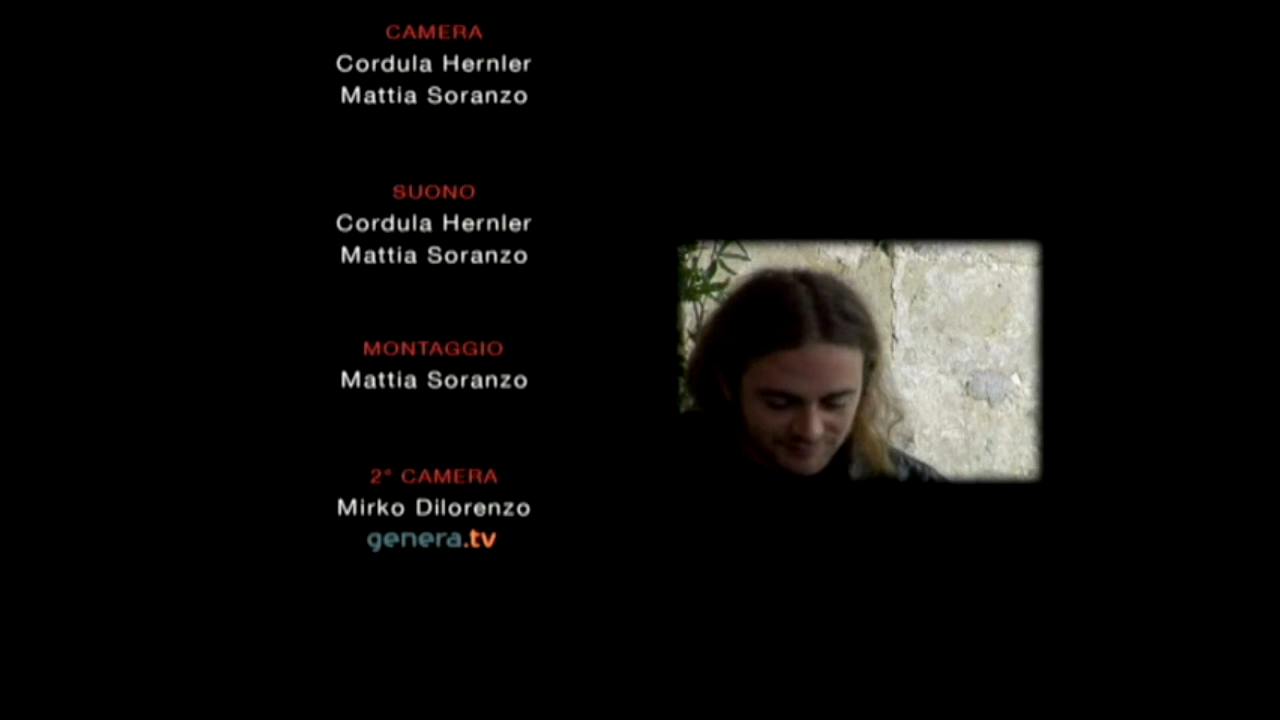 CAMERA
Cordula Hernler
Mattia Soranzo
SUONO
Cordula Hernler
Mattia Soranzo
MONTAGGIO
Mattia Soranzo
2° CAMERA
Mirko Dilorenzo
genera.tv